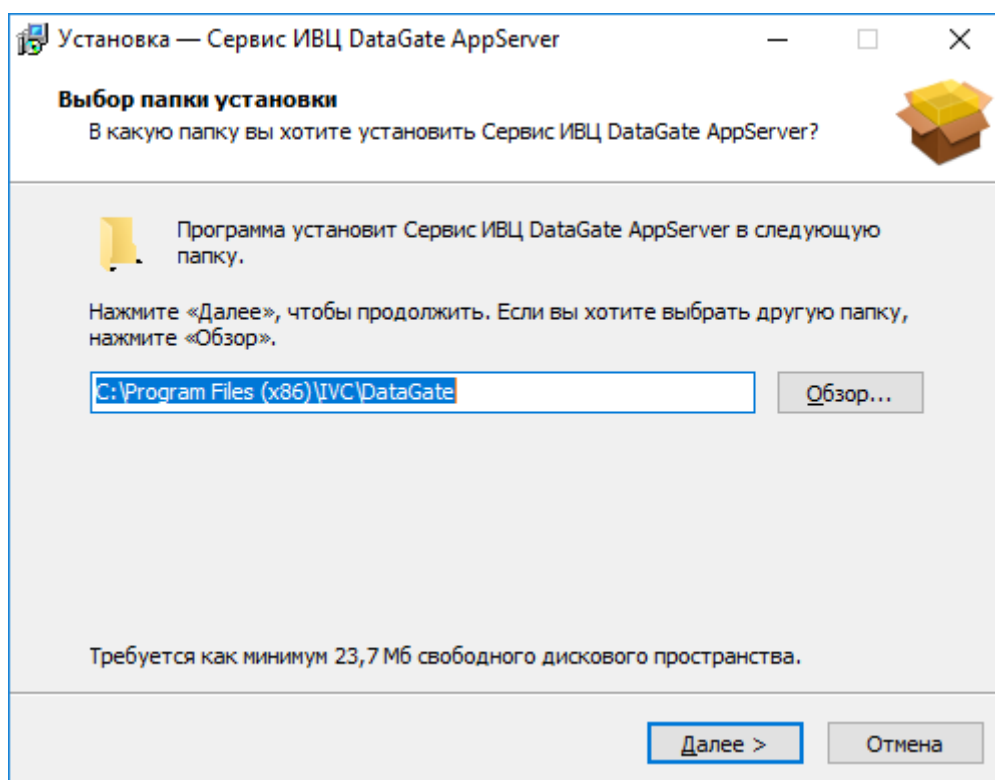 Установка — Сервис ИВЦ DataGate AppServer
Выбор папки установки
В какую папку вы хотите установить Сервис ИВЦ DataGate AppServer?
Программа установит Сервис ИВЦ DataGate AppServer в следующую
папку.
Нажмите «Далее», чтобы продолжить. Если вы хотите выбрать другую папку,
нажмите «Обзор».
C:\Program Files (x86)\IVC\DataGate
Обзор...
Требуется как минимум 23,7 Мб свободного дискового пространства.
Далее >
Отмена